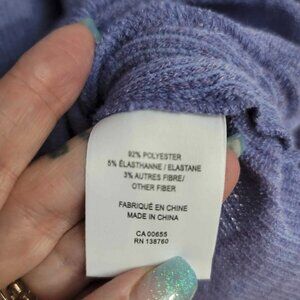 92% POLYESTER
5% ÉLASTHANNE / ELASTANE
3% AUTRES FIBRE/
OTHER FIBER
FABRIQUÉ EN CHINE
MADE IN CHINA
CA 00655
RN 138760